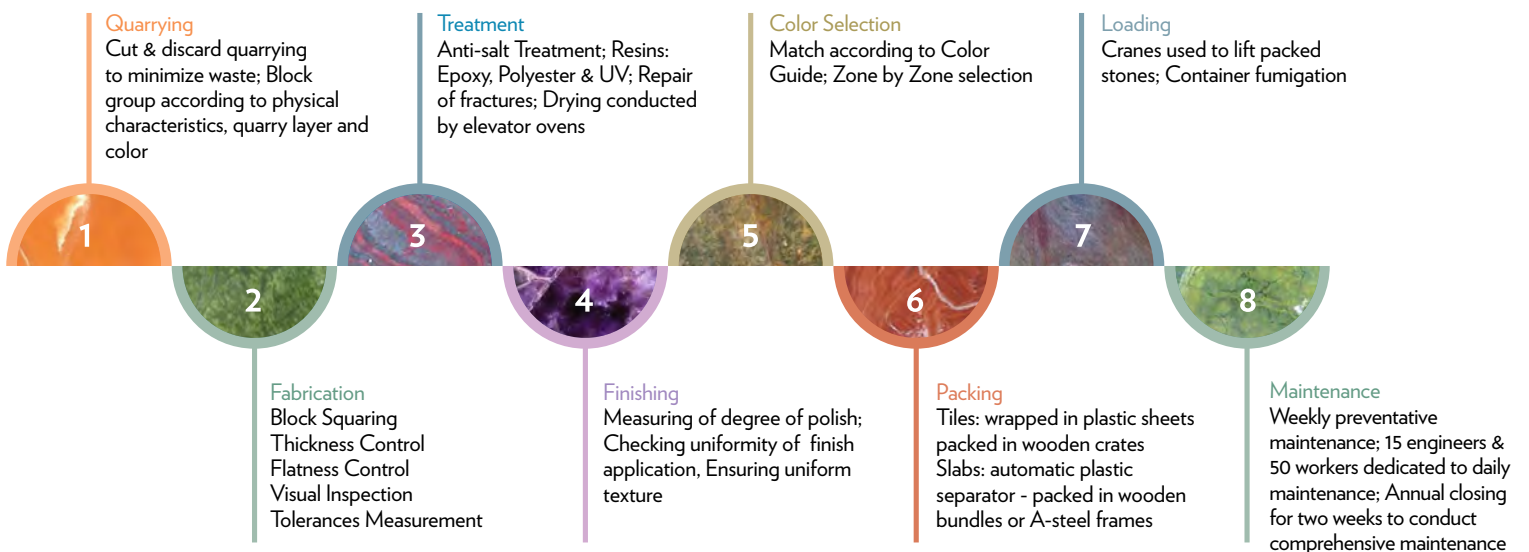 Quarrying
Cut & discard quarrying
to minimize waste; Block
group according to physical
characteristics, quarry layer and
color
1
Fabrication
Block Squaring
Thickness Control
Flatness Control
Visual Inspection
Tolerances Measurement
2
Treatment
Anti-salt Treatment; Resins:
Epoxy, Polyester & UV; Repair
of fractures; Drying conducted
by elevator ovens
3
Finishing
Measuring of degree of polish;
Checking uniformity of finish
application, Ensuring uniform
texture
4
Color Selection
Match according to Color
Guide; Zone by Zone selection
5
Packing
Tiles: wrapped in plastic sheets
packed in wooden crates
Slabs: automatic plastic
separator - packed in wooden
bundles or A-steel frames
6
Loading
Cranes used to lift packed
stones; Container fumigation
7
Maintenance
Weekly preventative
maintenance; 15 engineers &
50 workers dedicated to daily
maintenance; Annual closing
for two weeks to conduct
comprehensive maintenance
8